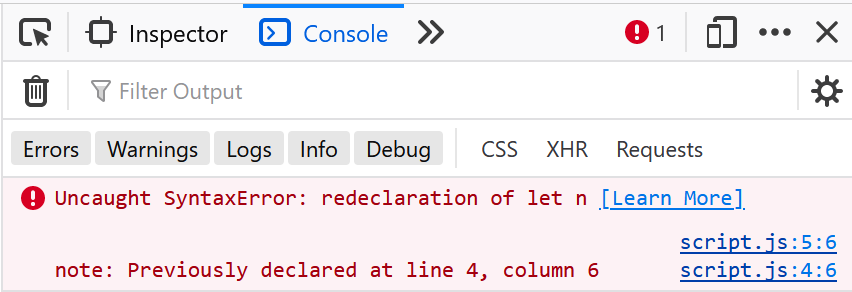 Inspector Console 1
Filter Output
Errors Warnings Logs Info Debug CSS XHR Requests
Uncaught SyntaxError: redeclaration of let n [Learn More]
script.js:5:6
note: Previously declared at line 4, column 6 script.js:4:6